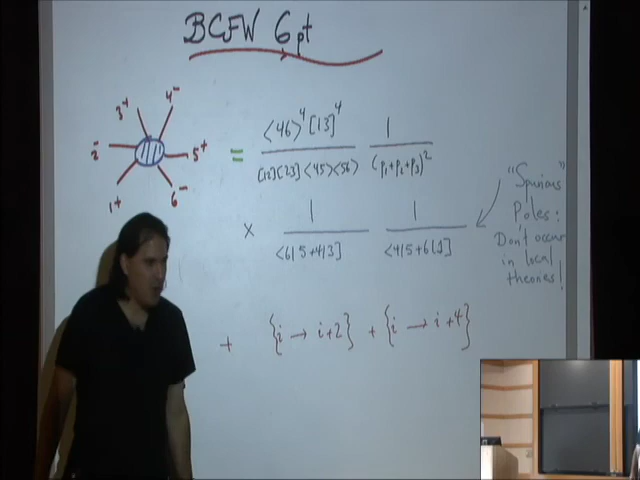 BCFW 6pt
4⁻
3⁺
2⁻
5⁺
1⁺
6⁻
= <46>⁴[13]⁴ / [12][23]<45><56> 1 / (p₁+p₂+p₃)²
× 1 / <6|5+4|3] 1 / <4|5+6|1]
"Spurious"
Poles:
Don't occur
in local
theories!
+ {i → i+2} + {i → i+4}